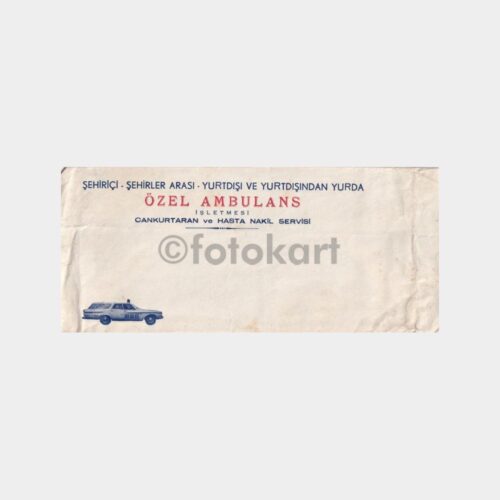 ŞEHİRİÇİ - ŞEHİRLER ARASI - YURTDIŞI VE YURTDIŞINDAN YURDA
ÖZEL AMBULANS
İŞLETMESİ
CANKURTARAN ve HASTA NAKİL SERVİSİ
©fotokart